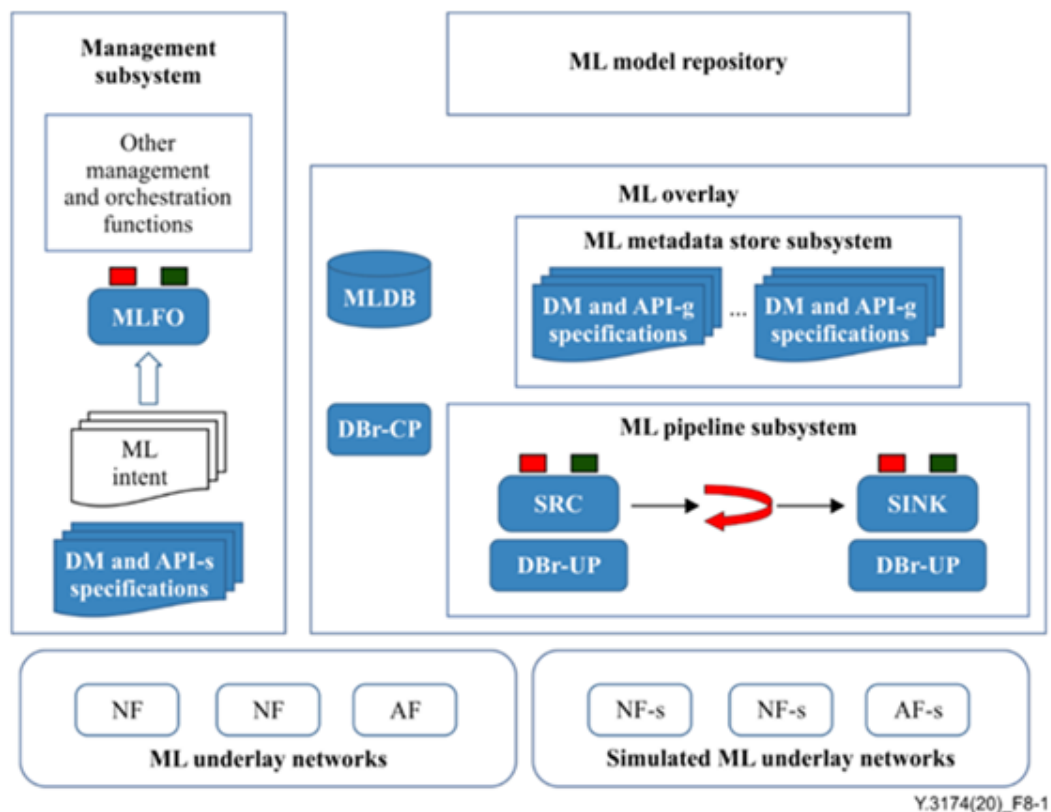 Management
subsystem
Other
management
and orchestration
functions
MLFO
ML
intent
DM and API-s
specifications
ML model repository
ML overlay
MLDB
ML metadata store subsystem
DM and API-g
specifications
...
DM and API-g
specifications
DBr-CP
ML pipeline subsystem
SRC
SINK
DBr-UP
DBr-UP
NF
NF
AF
ML underlay networks
NF-s
NF-s
AF-s
Simulated ML underlay networks
Y.3174(20)_F8-1